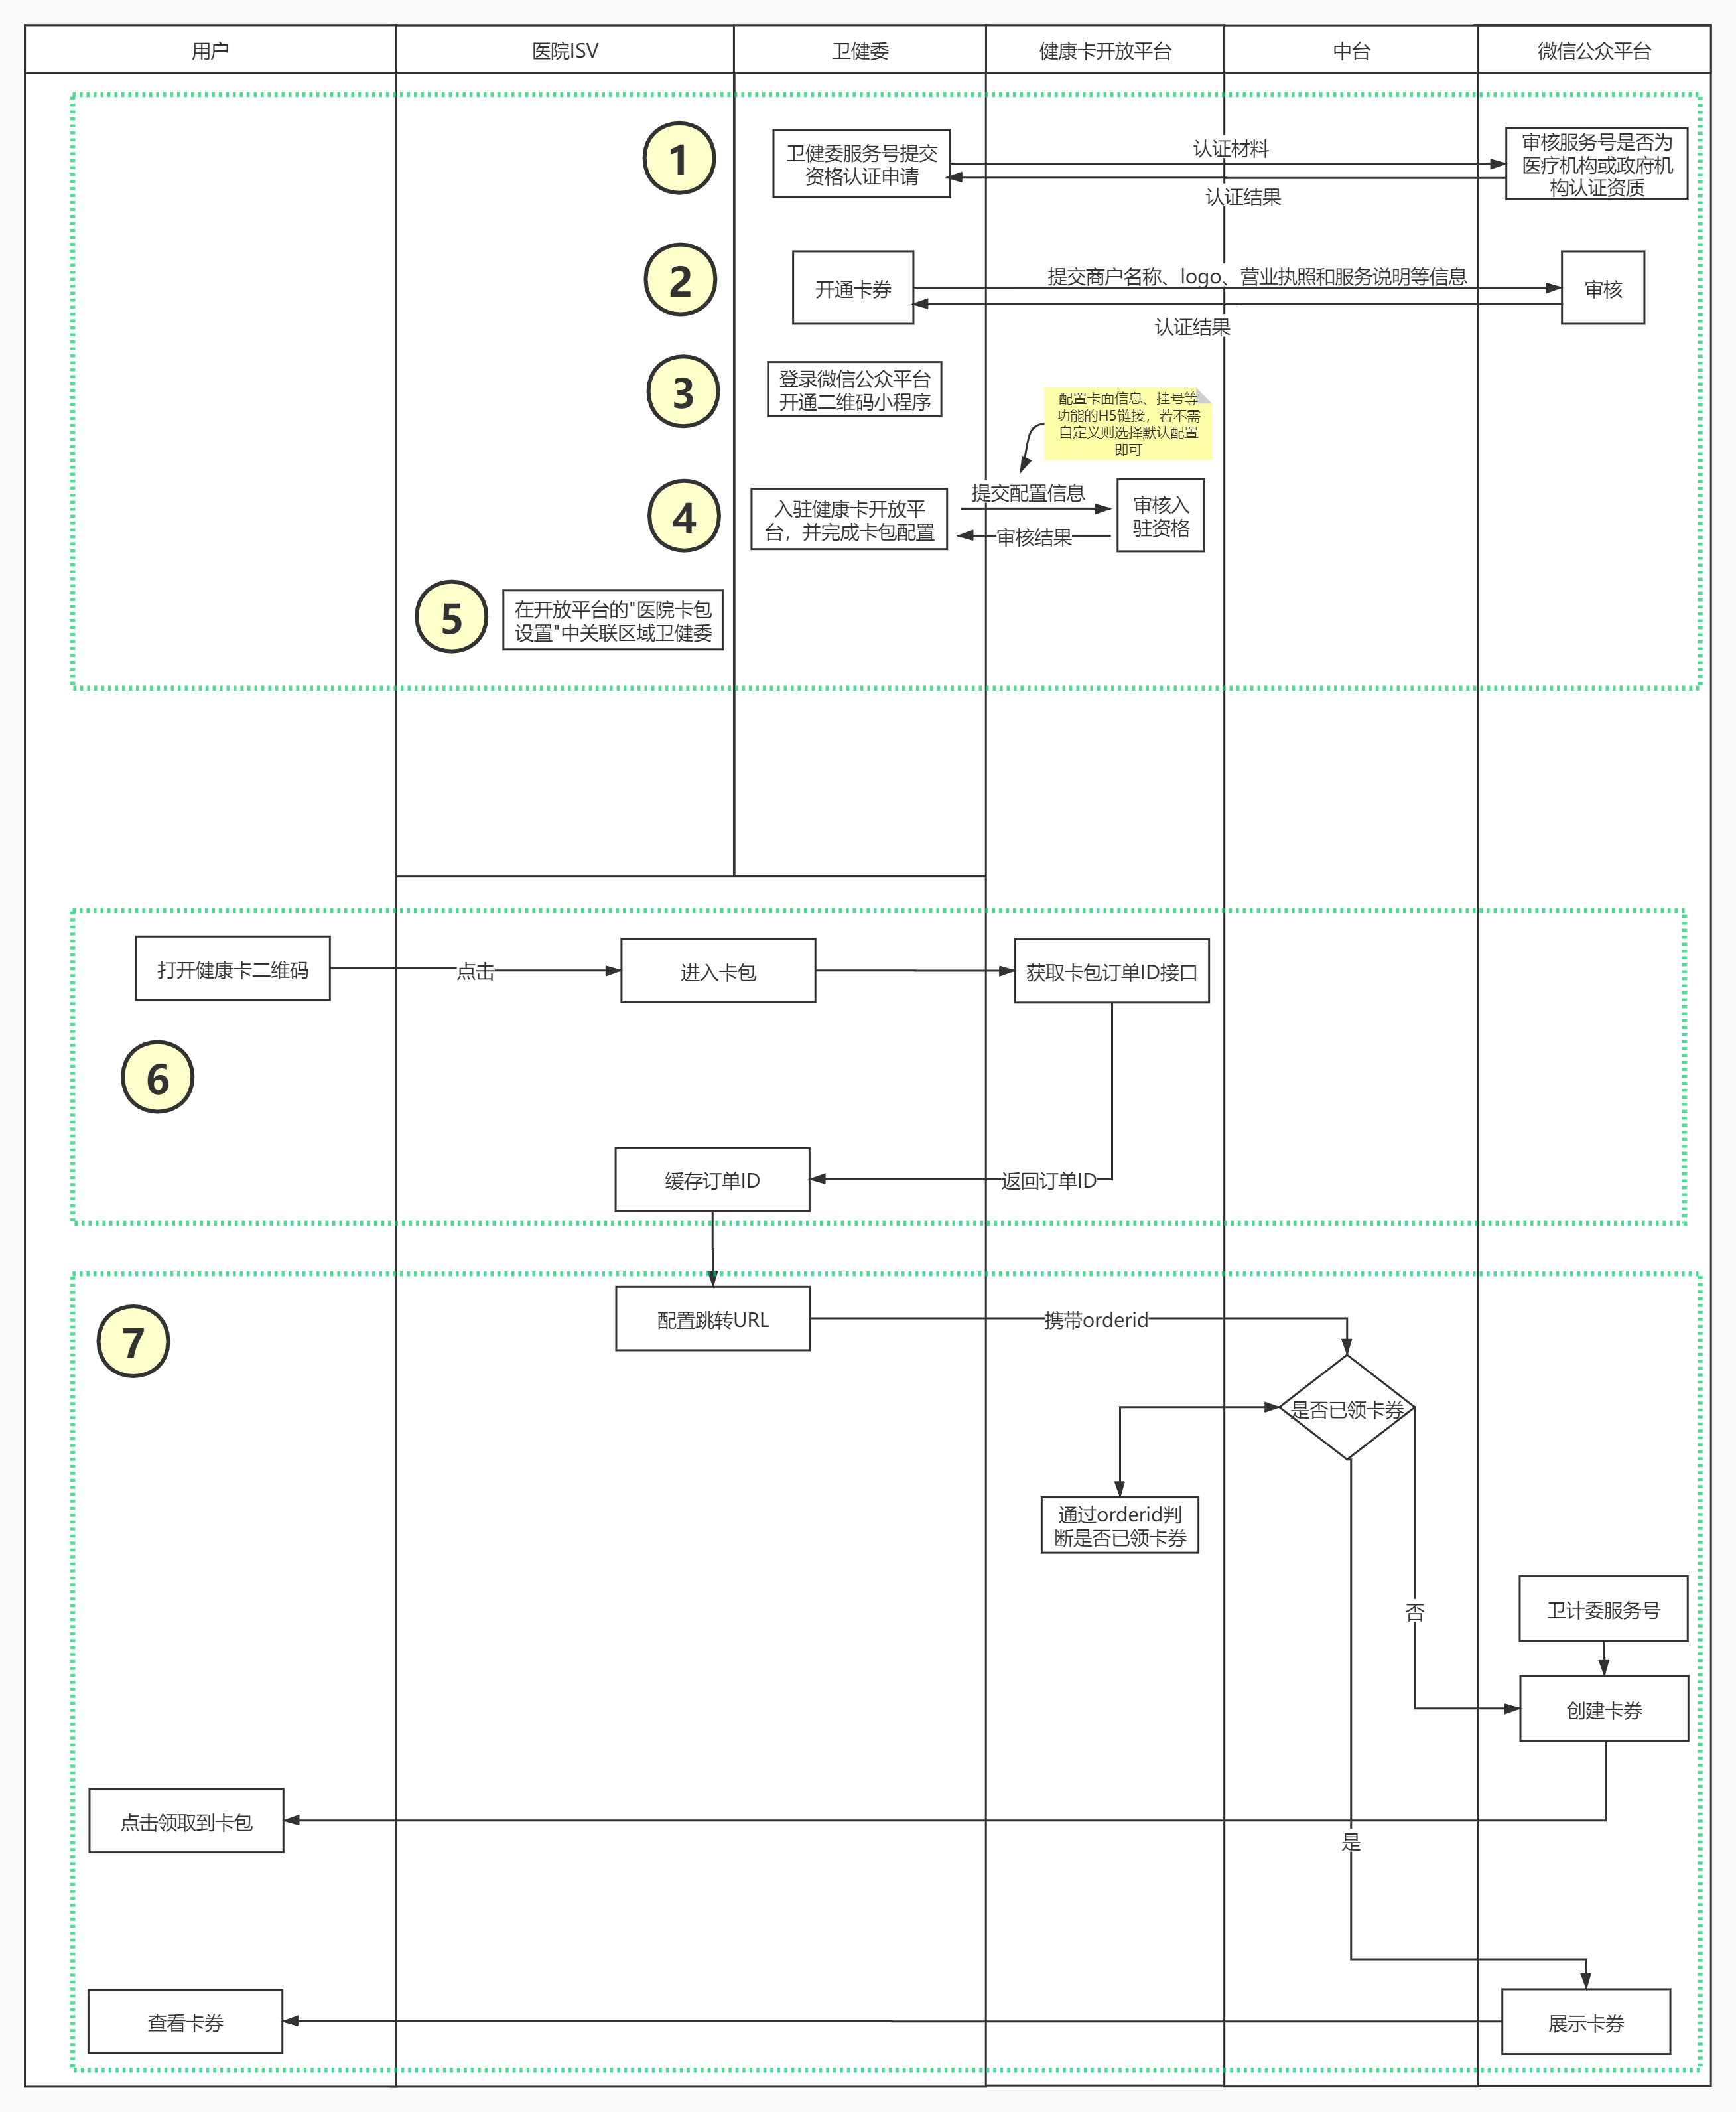 用户
医院ISV
卫健委
健康卡开放平台
中台
微信公众平台
1
卫健委服务号提交
资格认证申请
认证材料
认证结果
审核服务号是否为
医疗机构或政府机
构认证资质
2
开通卡券
提交商户名称、logo、营业执照和服务说明等信息
认证结果
审核
3
登录微信公众平台
开通二维码小程序
配置卡面信息、挂号等
功能的H5链接，若不需
自定义则选择默认配置
即可
4
入驻健康卡开放平
台，并完成卡包配置
提交配置信息
审核结果
审核入
驻资格
5
在开放平台的"医院卡包
设置"中关联区域卫健委
打开健康卡二维码
点击
进入卡包
获取卡包订单ID接口
6
缓存订单ID
返回订单ID
7
配置跳转URL
携带orderid
是否已领卡券
通过orderid判
断是否已领卡券
否
卫计委服务号
创建卡券
点击领取到卡包
是
查看卡券
展示卡券